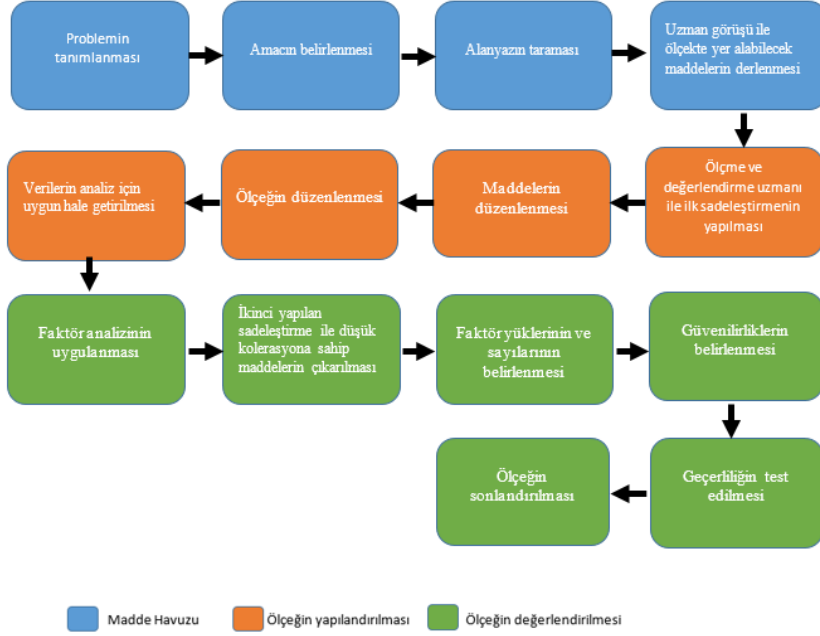 Problemin
tanımlanması
Amacın belirlenmesi
Alanyazın taraması
Uzman görüşü ile
ölçekte yer alabilecek
maddelerin derlenmesi
Ölçme ve
değerlendirme uzmanı
ile ilk sadeleştirmenin
yapılması
Maddelerin
düzenlenmesi
Ölçeğin düzenlenmesi
Verilerin analiz için
uygun hale getirilmesi
Faktör analizinin
uygulanması
İkinci yapılan
sadeleştirme ile düşük
kolerasyona sahip
maddelerin çıkarılması
Faktör yüklerinin ve
sayılarının
belirlenmesi
Güvenilirliklerin
belirlenmesi
Geçerliliğin test
edilmesi
Ölçeğin
sonlandırılması
Madde Havuzu
Ölçeğin yapılandırılması
Ölçeğin değerlendirilmesi